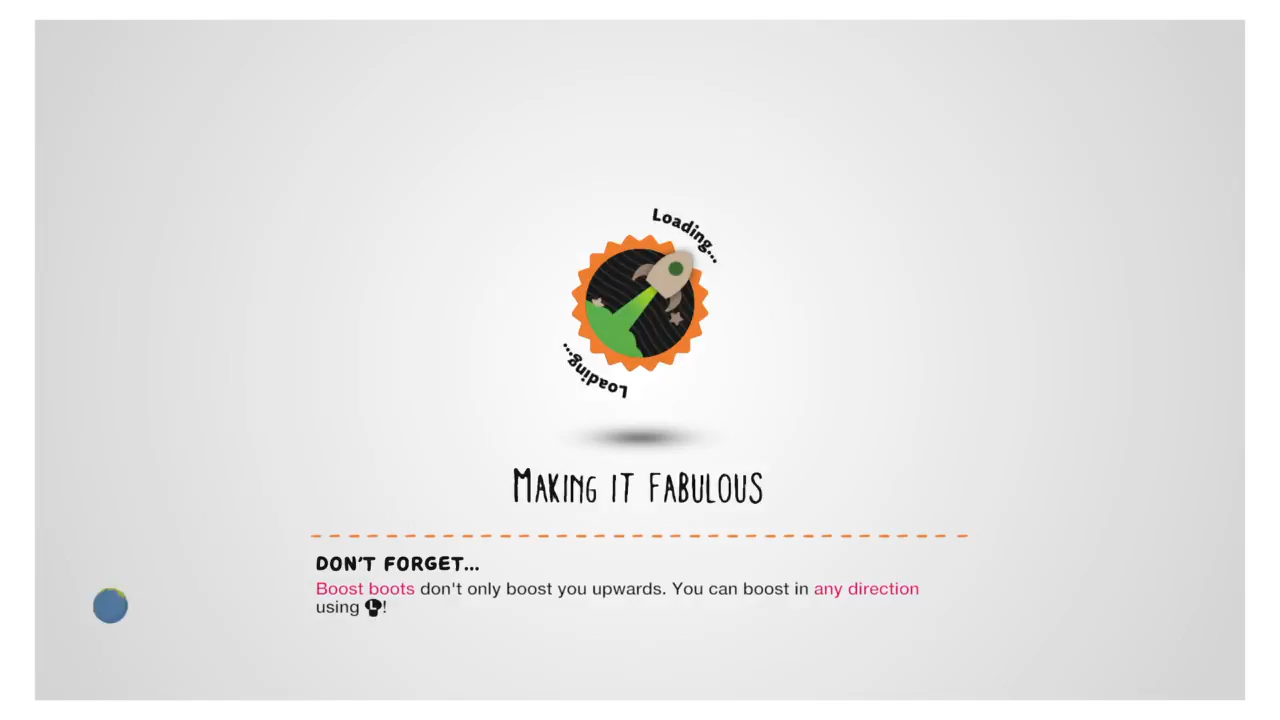 Loading...
Loading...
Making it fabulous
DON'T FORGET...
Boost boots don't only boost you upwards. You can boost in any direction
using L!